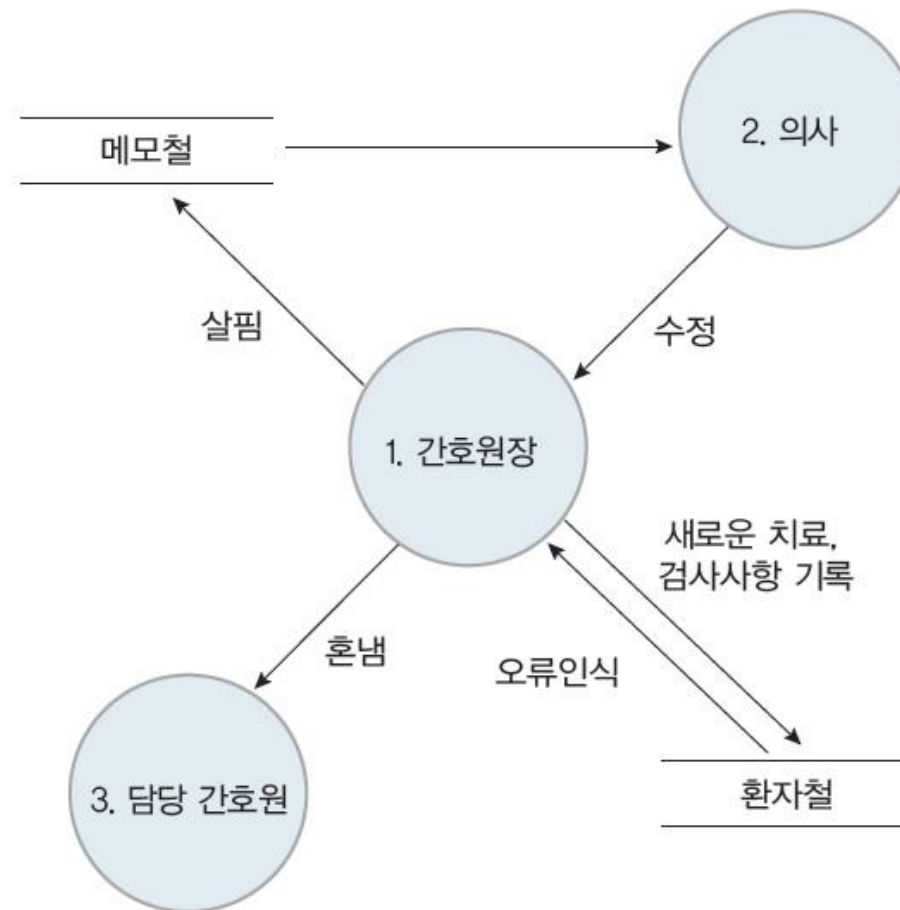 메모철
2. 의사
살핌
수정
1. 간호원장
새로운 치료,
검사사항 기록
혼냄
오류인식
3. 담당 간호원
환자철